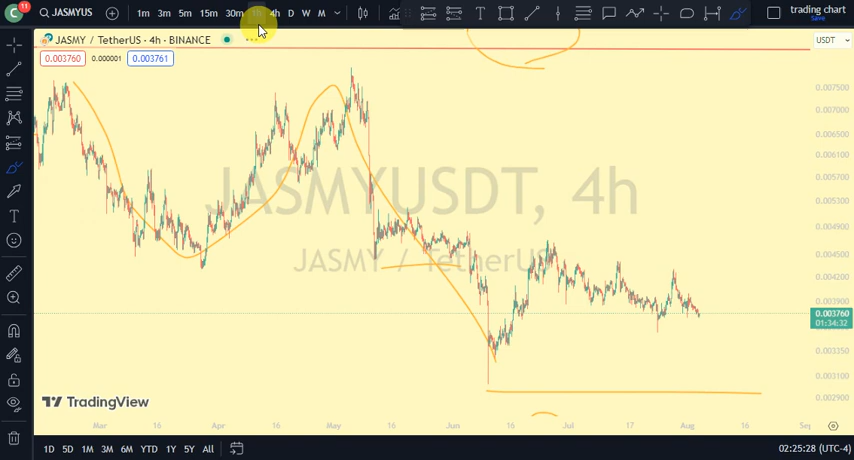 C 11 JASMYUS 1m 3m 5m 15m 30m 1h 4h D W M trading chart
Save
JASMY / TetherUS · 4h · BINANCE USDT
0.003760 0.000001 0.003761
JASMYUSDT, 4h
JASMY / TetherUS
0.007500
0.007000
0.006500
0.006100
0.005700
0.005300
0.004900
0.004500
0.004200
0.003900
0.003760
01:34:32
0.003150
0.003100
0.002900
TradingView
Mar 16 Apr 16 May 16 Jun 16 Jul 17 Aug 16 Sep
1D 5D 1M 3M 6M YTD 1Y 5Y All 02:25:28 (UTC-4)